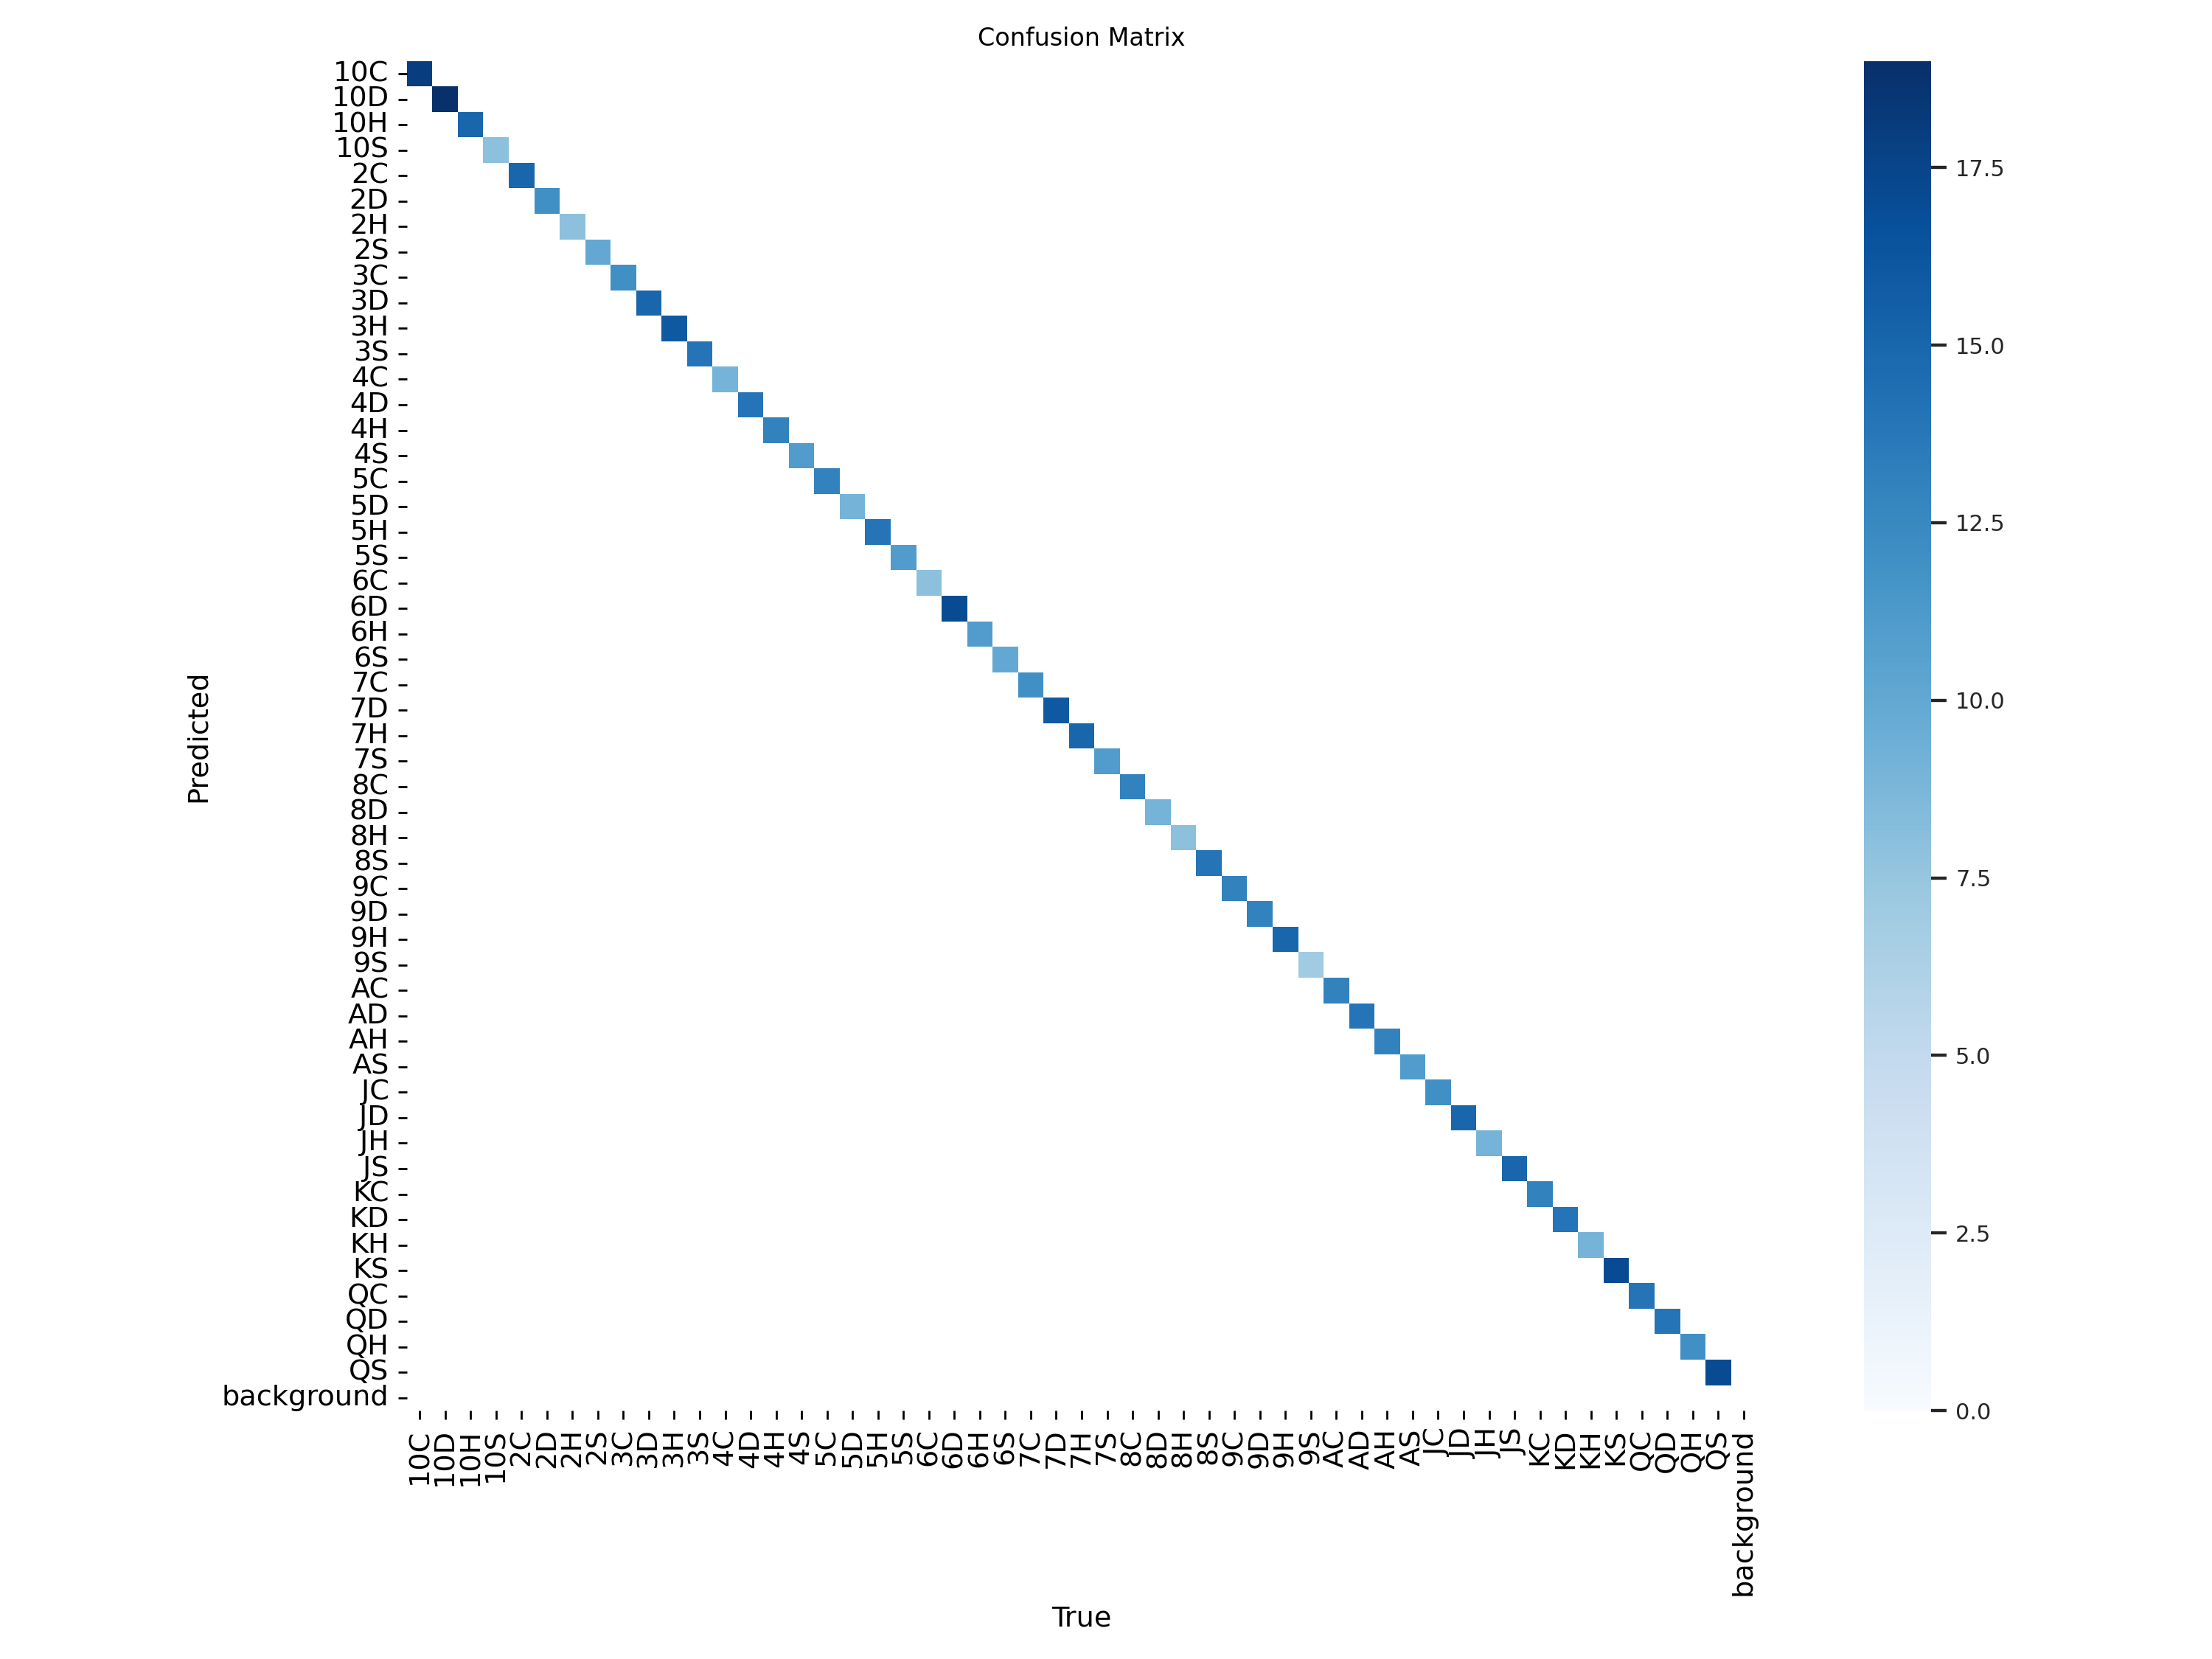 Confusion Matrix
10C
10D
10H
10S
2C
2D
2H
2S
3C
3D
3H
3S
4C
4D
4H
4S
5C
5D
5H
5S
6C
6D
6H
6S
7C
7D
7H
7S
8C
8D
8H
8S
9C
9D
9H
9S
AC
AD
AH
AS
JC
JD
JH
JS
KC
KD
KH
KS
QC
QD
QH
QS
background
Predicted
10C 10D 10H 10S 2C 2D 2H 2S 3C 3D 3H 3S 4C 4D 4H 4S 5C 5D 5H 5S 6C 6D 6H 6S 7C 7D 7H 7S 8C 8D 8H 8S 9C 9D 9H 9S AC AD AH AS JC JD JH JS KC KD KH KS QC QD QH QS background
True
17.5
15.0
12.5
10.0
7.5
5.0
2.5
0.0